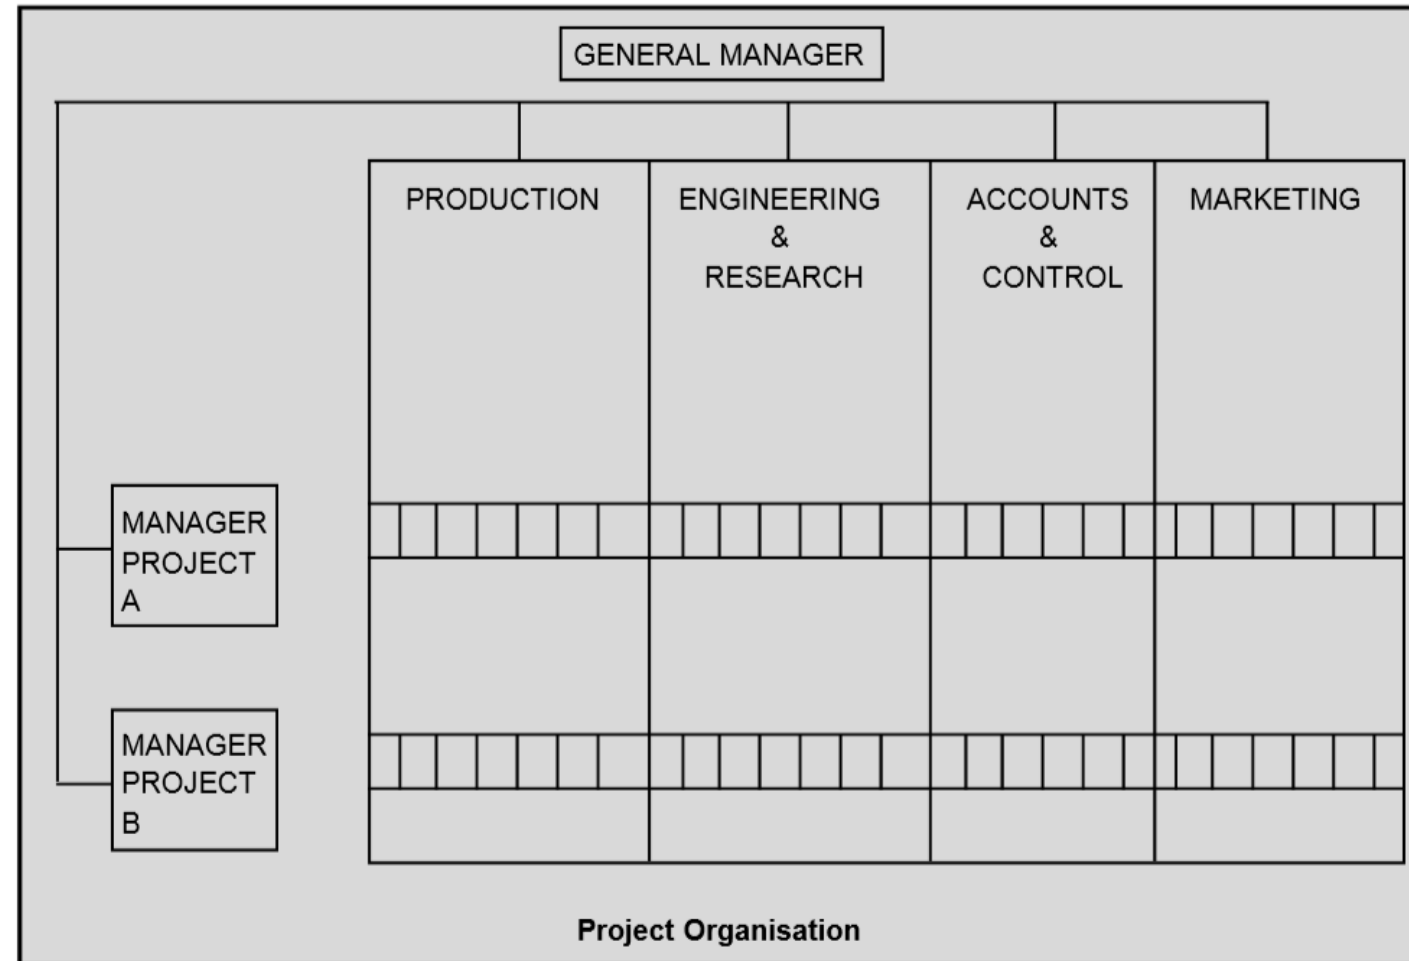 GENERAL MANAGER
PRODUCTION
ENGINEERING
&
RESEARCH
ACCOUNTS
&
CONTROL
MARKETING
MANAGER
PROJECT
A
MANAGER
PROJECT
B
Project Organisation